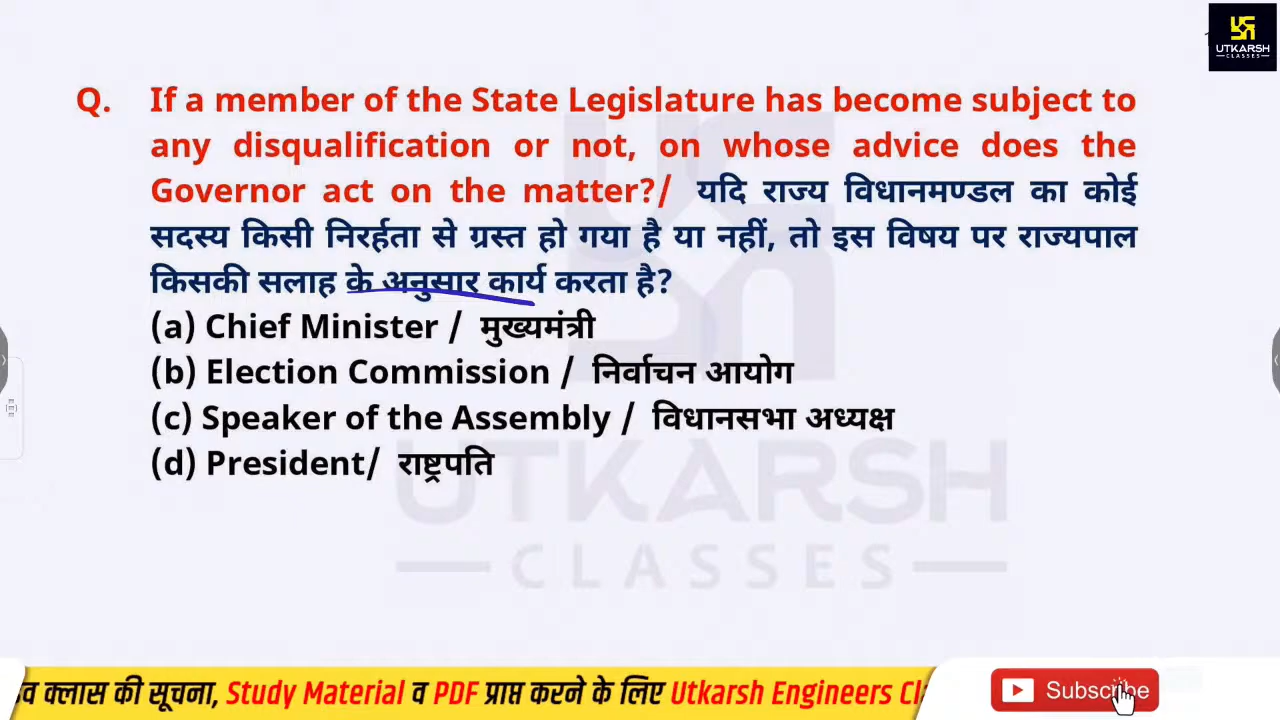 UTKARSH
CLASSES
Q. If a member of the State Legislature has become subject to
any disqualification or not, on whose advice does the
Governor act on the matter?/ यदि राज्य विधानमण्डल का कोई
सदस्य किसी निरर्हता से ग्रस्त हो गया है या नहीं, तो इस विषय पर राज्यपाल
किसकी सलाह के अनुसार कार्य करता है?
(a) Chief Minister / मुख्यमंत्री
(b) Election Commission / निर्वाचन आयोग
(c) Speaker of the Assembly / विधानसभा अध्यक्ष
(d) President/ राष्ट्रपति
UTKARSH
CLASSES
व क्लास की सूचना, Study Material व PDF प्राप्त करने के लिए Utkarsh Engineers Cl
Subscribe